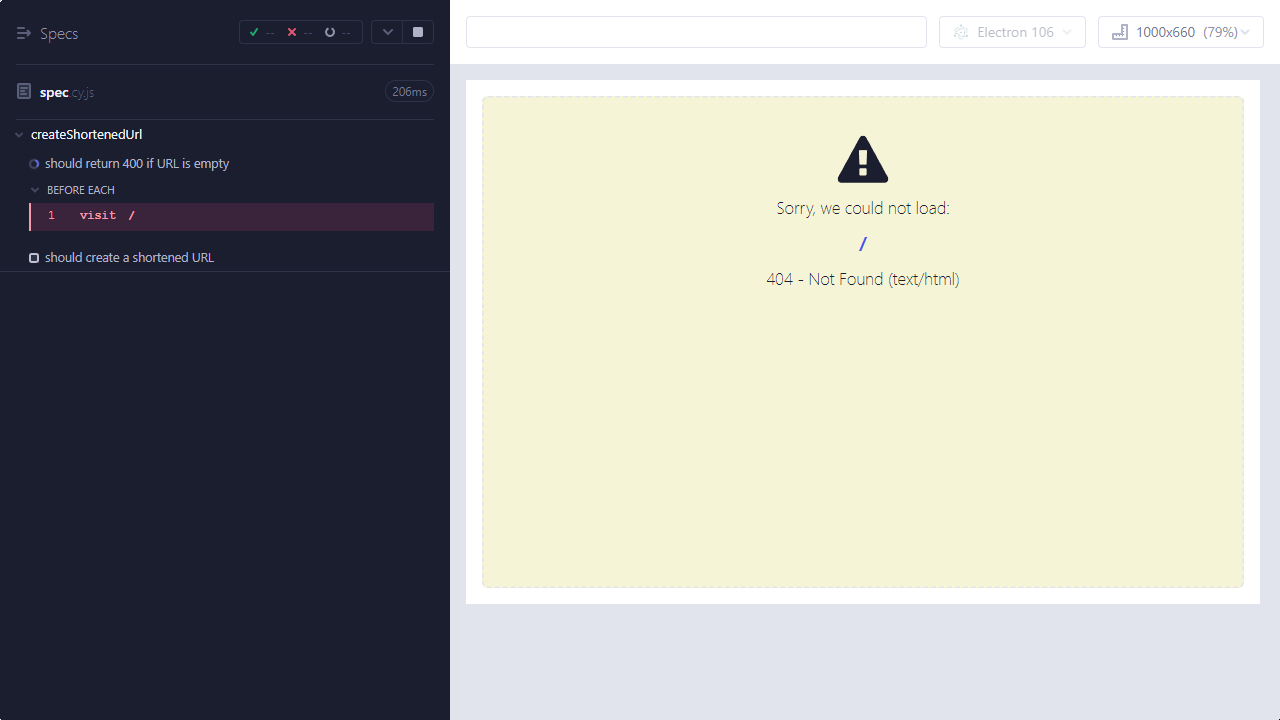 Specs
--
--
--
Electron 106
1000x660 (79%)
spec.cy.js
206ms
createShortenedUrl
should return 400 if URL is empty
BEFORE EACH
1 visit /
should create a shortened URL
Sorry, we could not load:
/
404 - Not Found (text/html)